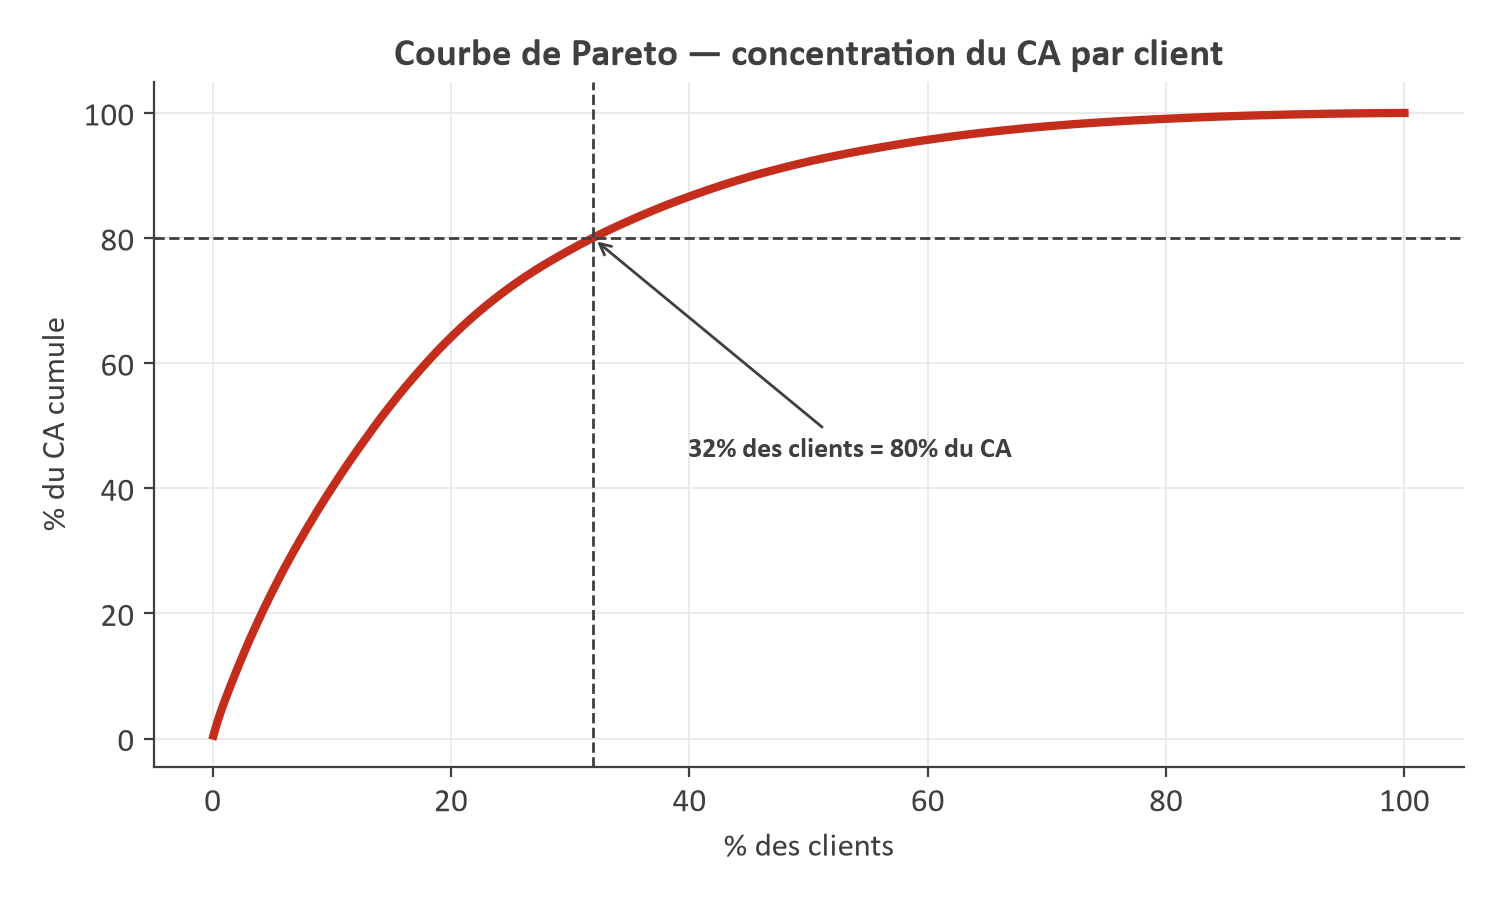 Courbe de Pareto — concentration du CA par client
100
80
60
40
20
0
% du CA cumule
32% des clients = 80% du CA
0 20 40 60 80 100
% des clients